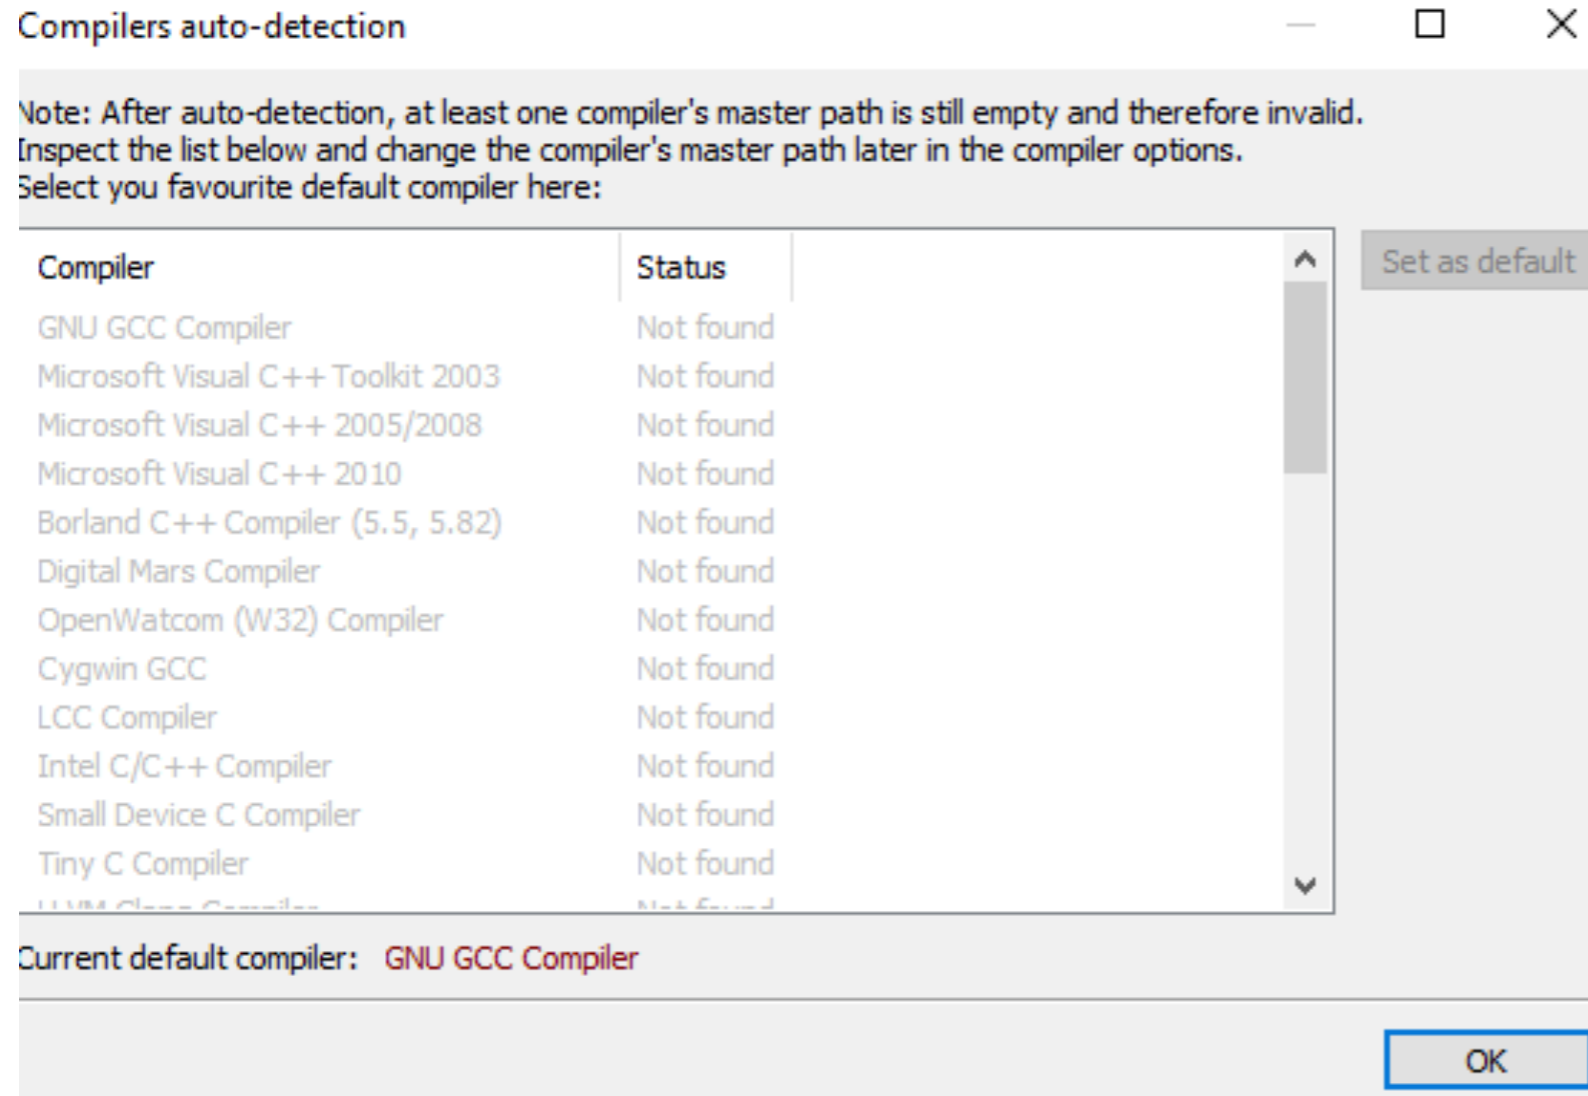 Compilers auto-detection
Note: After auto-detection, at least one compiler's master path is still empty and therefore invalid.
Inspect the list below and change the compiler's master path later in the compiler options.
Select you favourite default compiler here:
Compiler Status
Set as default
GNU GCC Compiler Not found
Microsoft Visual C++ Toolkit 2003 Not found
Microsoft Visual C++ 2005/2008 Not found
Microsoft Visual C++ 2010 Not found
Borland C++ Compiler (5.5, 5.82) Not found
Digital Mars Compiler Not found
OpenWatcom (W32) Compiler Not found
Cygwin GCC Not found
LCC Compiler Not found
Intel C/C++ Compiler Not found
Small Device C Compiler Not found
Tiny C Compiler Not found
LLVM Clang Compiler Not found
Current default compiler: GNU GCC Compiler
OK